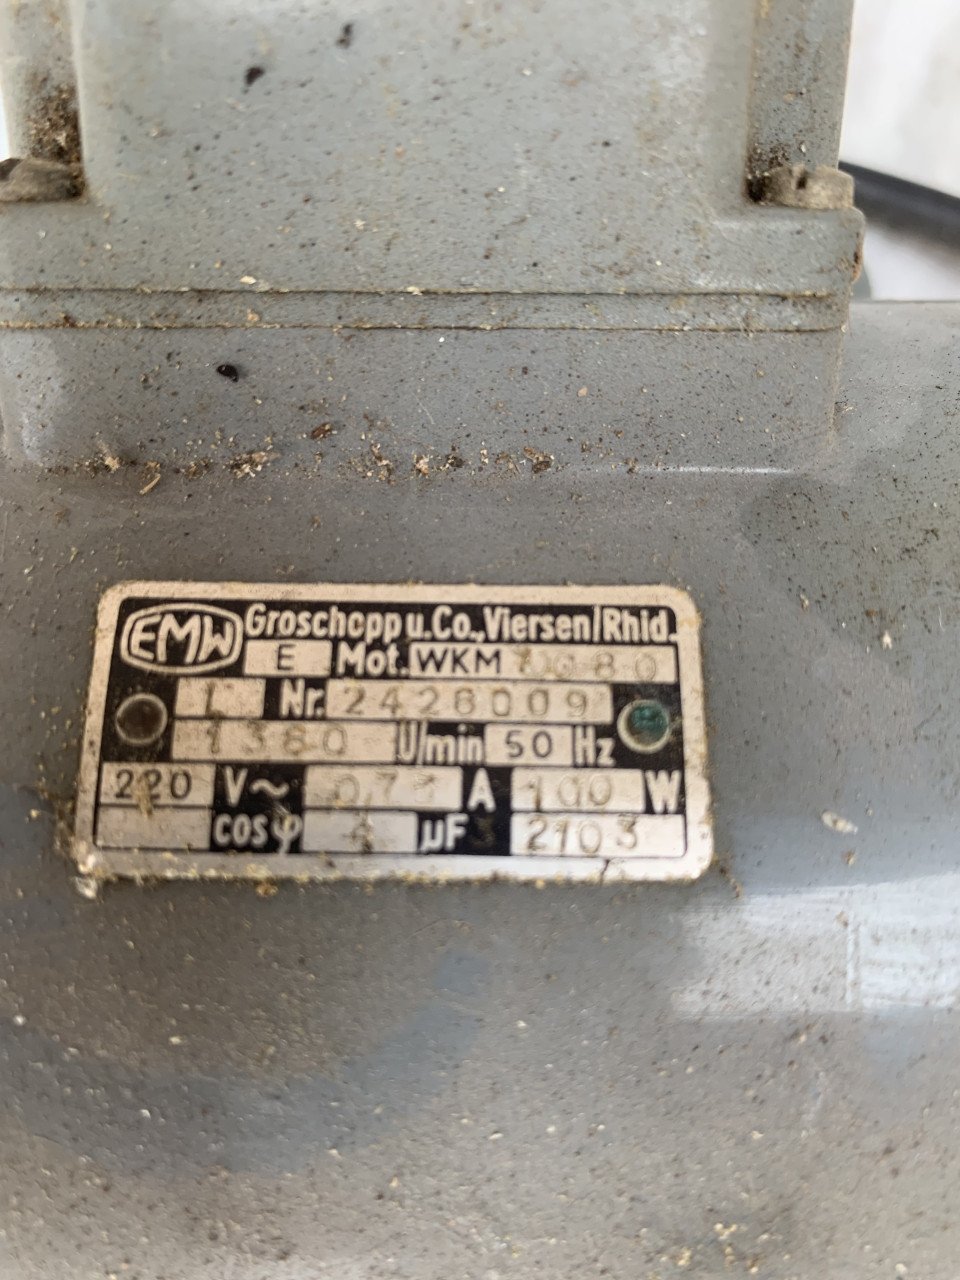 EMW Groschopp u. Co., Viersen/Rhld.
E Mot. WKM 80
L Nr. 2428009
1380 U/min 50 Hz
220 V~ A 100 W
cos φ 4 µF 2103